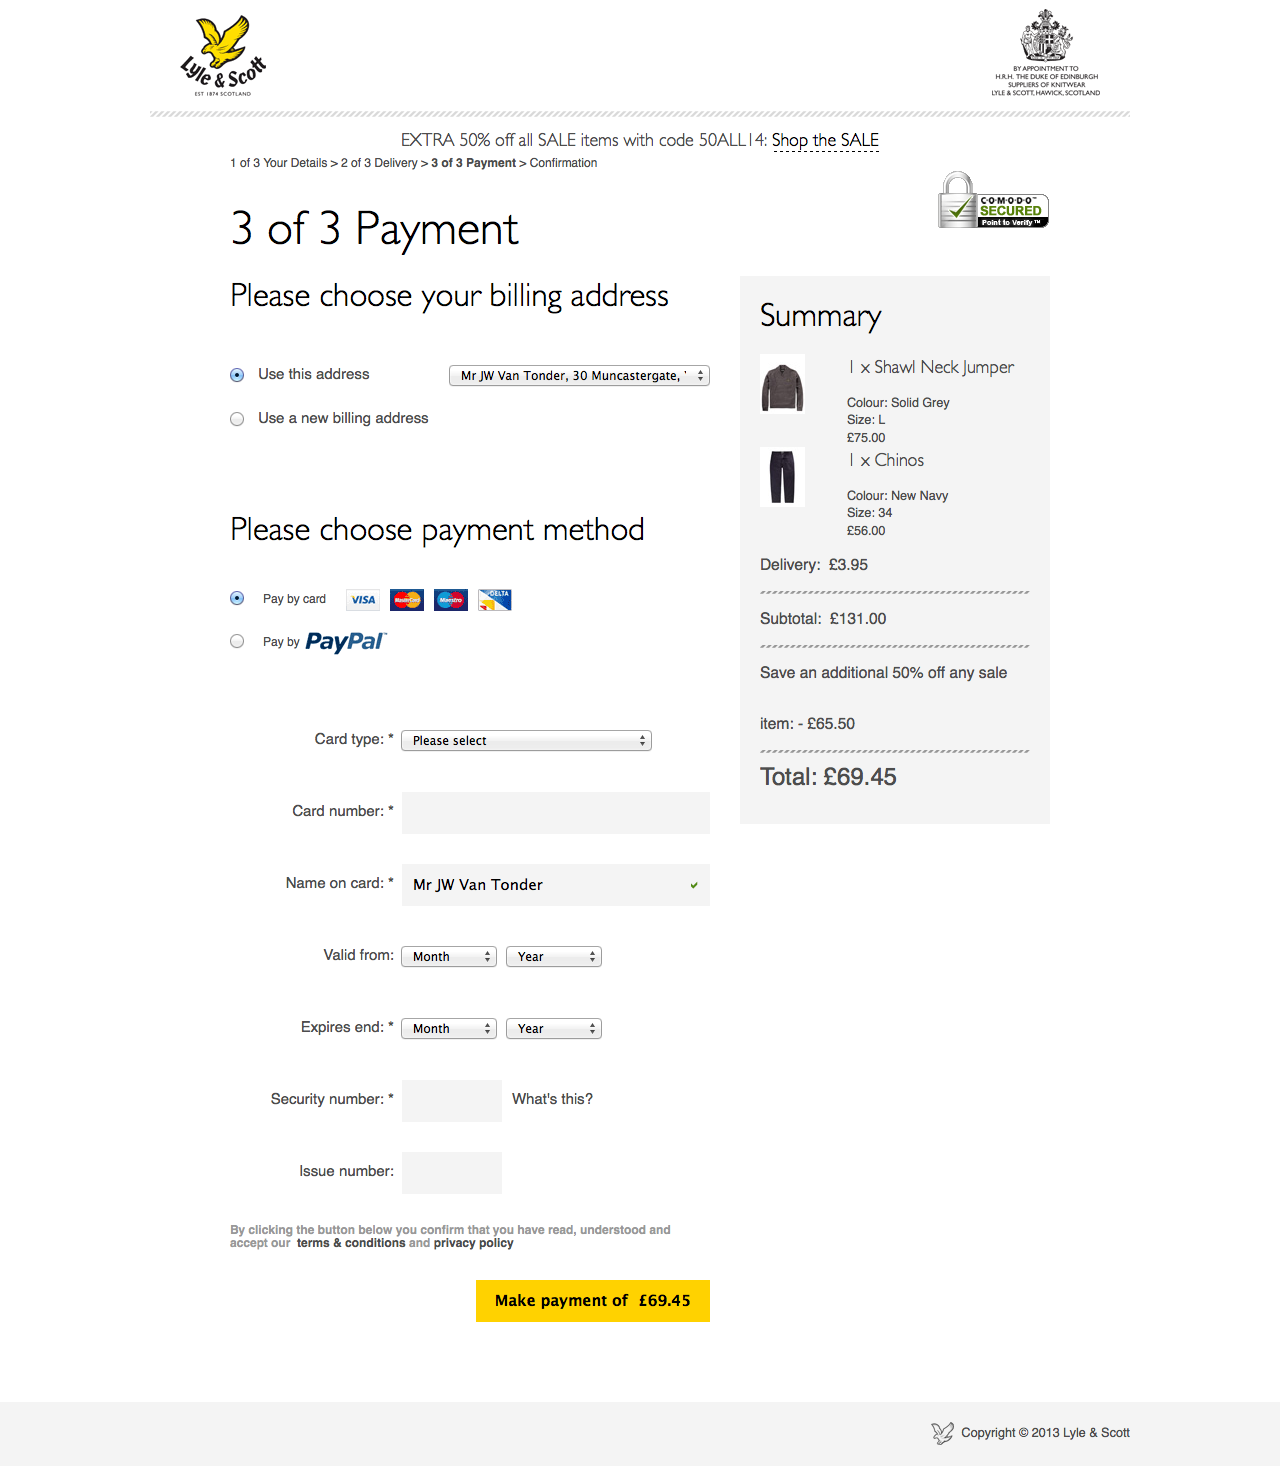 Lyle & Scott
EST 1874 SCOTLAND
BY APPOINTMENT TO
H.R.H. THE DUKE OF EDINBURGH
SUPPLIERS OF KNITWEAR
LYLE & SCOTT, HAWICK, SCOTLAND
EXTRA 50% off all SALE items with code 50ALL14: Shop the SALE
1 of 3 Your Details > 2 of 3 Delivery > 3 of 3 Payment > Confirmation
COMODO™
SECURED
Point to Verify™
3 of 3 Payment
Please choose your billing address
Use this address
Mr JW Van Tonder, 30 Muncastergate,
Use a new billing address
Please choose payment method
Pay by card
VISA
MasterCard
Maestro
DELTA
Pay by PayPal™
Card type: *
Please select
Card number: *
Name on card: *
Mr JW Van Tonder
Valid from:
Month
Year
Expires end: *
Month
Year
Security number: *
What's this?
Issue number:
By clicking the button below you confirm that you have read, understood and
accept our terms & conditions and privacy policy
Make payment of £69.45
Summary
1 x Shawl Neck Jumper
Colour: Solid Grey
Size: L
£75.00
1 x Chinos
Colour: New Navy
Size: 34
£56.00
Delivery: £3.95
Subtotal: £131.00
Save an additional 50% off any sale
item: - £65.50
Total: £69.45
Copyright © 2013 Lyle & Scott